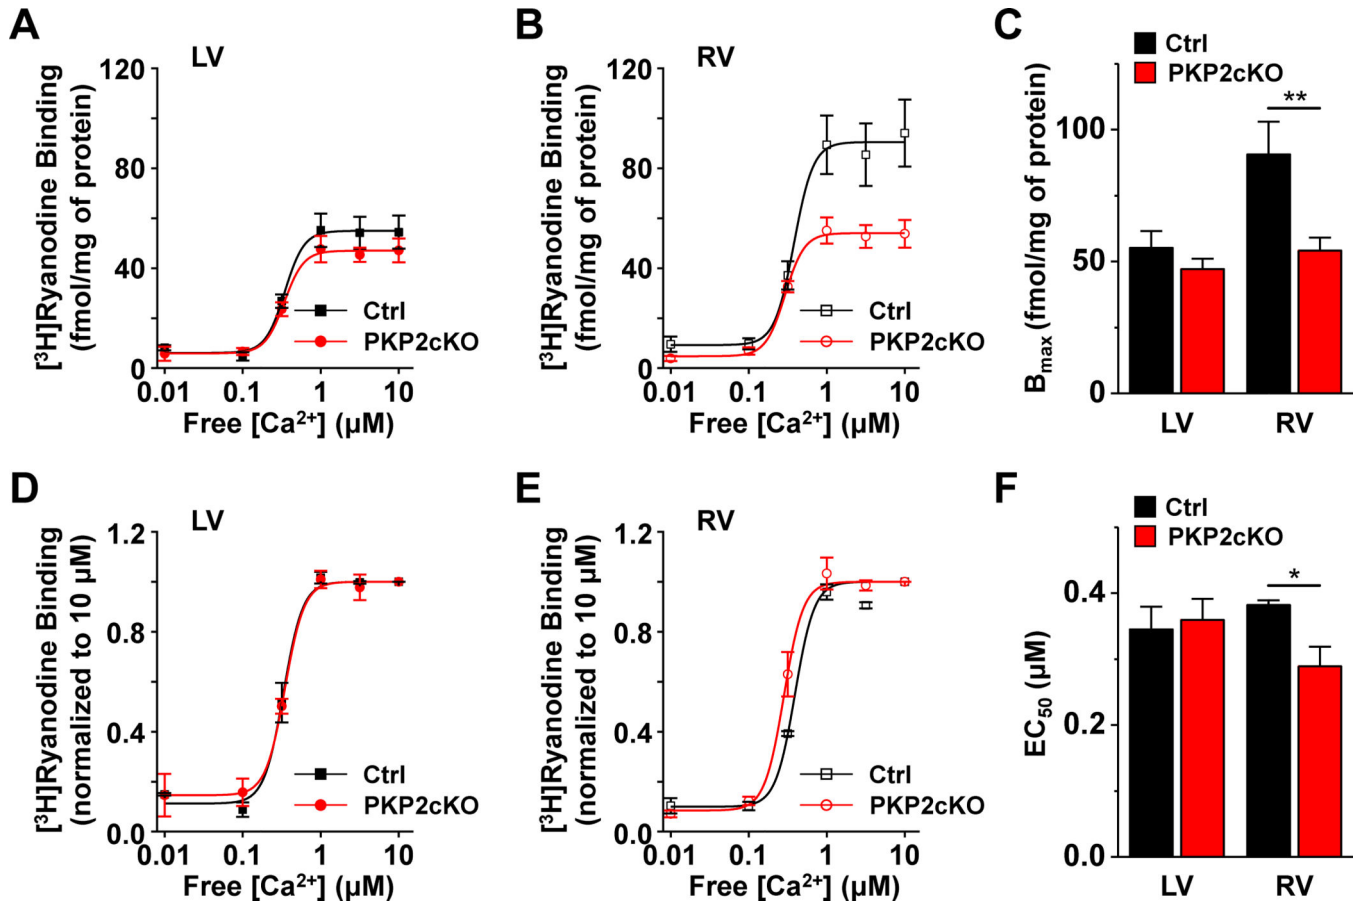 A
LV
[³H]Ryanodine Binding
(fmol/mg of protein)
120
80
40
0
Ctrl
PKP2cKO
0.01 0.1 1 10
Free [Ca²⁺] (µM)
B
RV
[³H]Ryanodine Binding
(fmol/mg of protein)
120
80
40
0
Ctrl
PKP2cKO
0.01 0.1 1 10
Free [Ca²⁺] (µM)
C
Ctrl
PKP2cKO
**
Bmax (fmol/mg of protein)
100
50
0
LV RV
D
LV
[³H]Ryanodine Binding
(normalized to 10 µM)
1.2
0.8
0.4
0.0
Ctrl
PKP2cKO
0.01 0.1 1 10
Free [Ca²⁺] (µM)
E
RV
[³H]Ryanodine Binding
(normalized to 10 µM)
1.2
0.8
0.4
0.0
Ctrl
PKP2cKO
0.01 0.1 1 10
Free [Ca²⁺] (µM)
F
Ctrl
PKP2cKO
*
EC₅₀ (µM)
0.4
0.2
0.0
LV RV